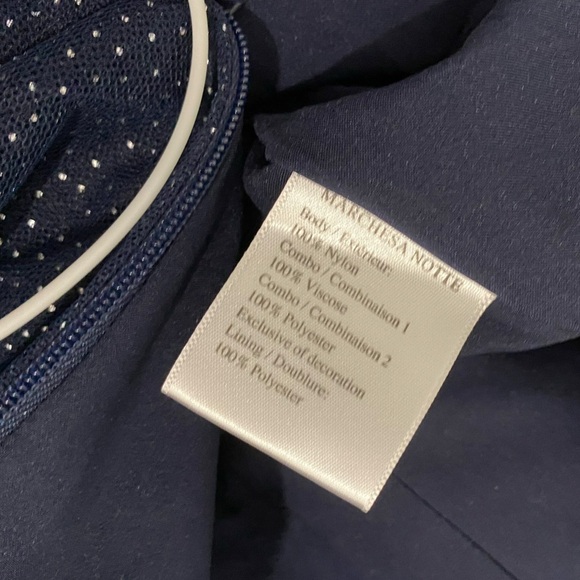 MARCHESA NOTTE
Body / Exterieur:
100% Nylon
Combo / Combinaison 1
100% Viscose
Combo / Combinaison 2
100% Polyester
Exclusive of decoration
Lining / Doublure:
100% Polyester